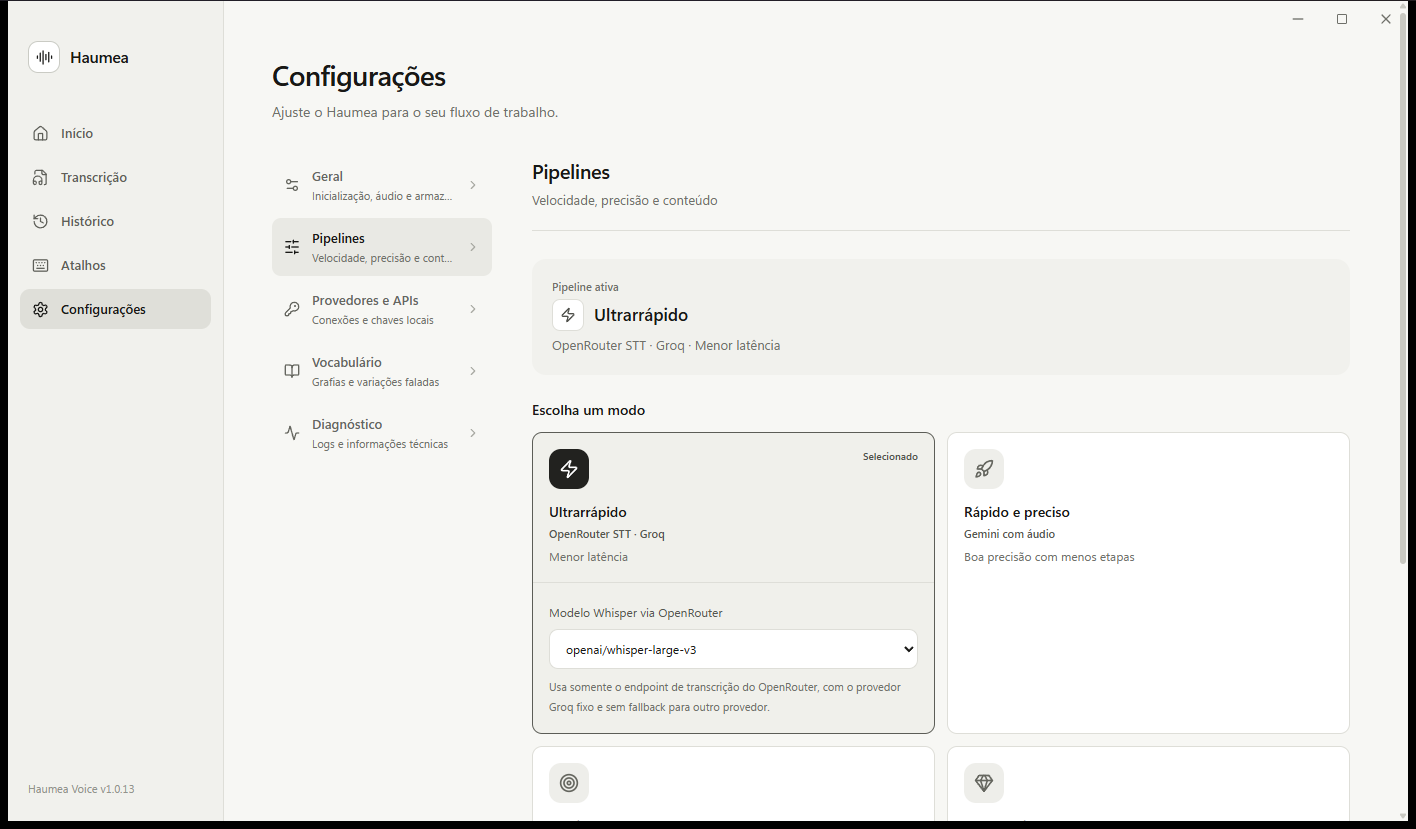 Haumea
Início
Transcrição
Histórico
Atalhos
Configurações
Haumea Voice v1.0.13
Configurações
Ajuste o Haumea para o seu fluxo de trabalho.
Geral
Inicialização, áudio e armaz...
Pipelines
Velocidade, precisão e cont...
Provedores e APIs
Conexões e chaves locais
Vocabulário
Grafias e variações faladas
Diagnóstico
Logs e informações técnicas
Pipelines
Velocidade, precisão e conteúdo
Pipeline ativa
Ultrarrápido
OpenRouter STT · Groq · Menor latência
Escolha um modo
Selecionado
Ultrarrápido
OpenRouter STT · Groq
Menor latência
Modelo Whisper via OpenRouter
openai/whisper-large-v3
Usa somente o endpoint de transcrição do OpenRouter, com o provedor
Groq fixo e sem fallback para outro provedor.
Rápido e preciso
Gemini com áudio
Boa precisão com menos etapas